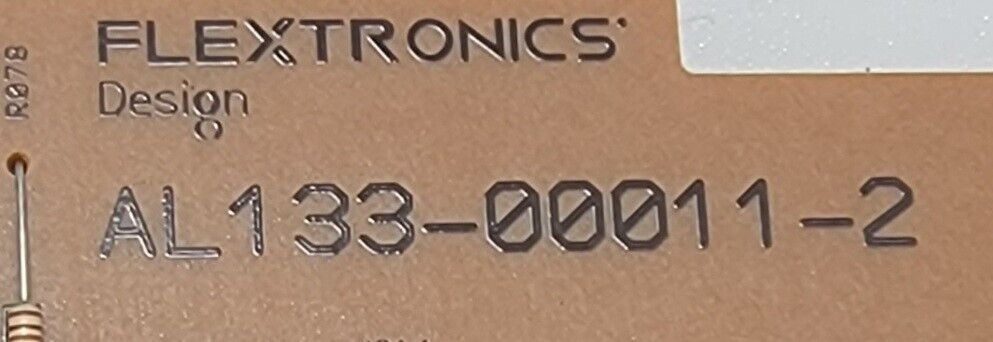 FLEXTRONICS
Design
R078
AL133-00011-2